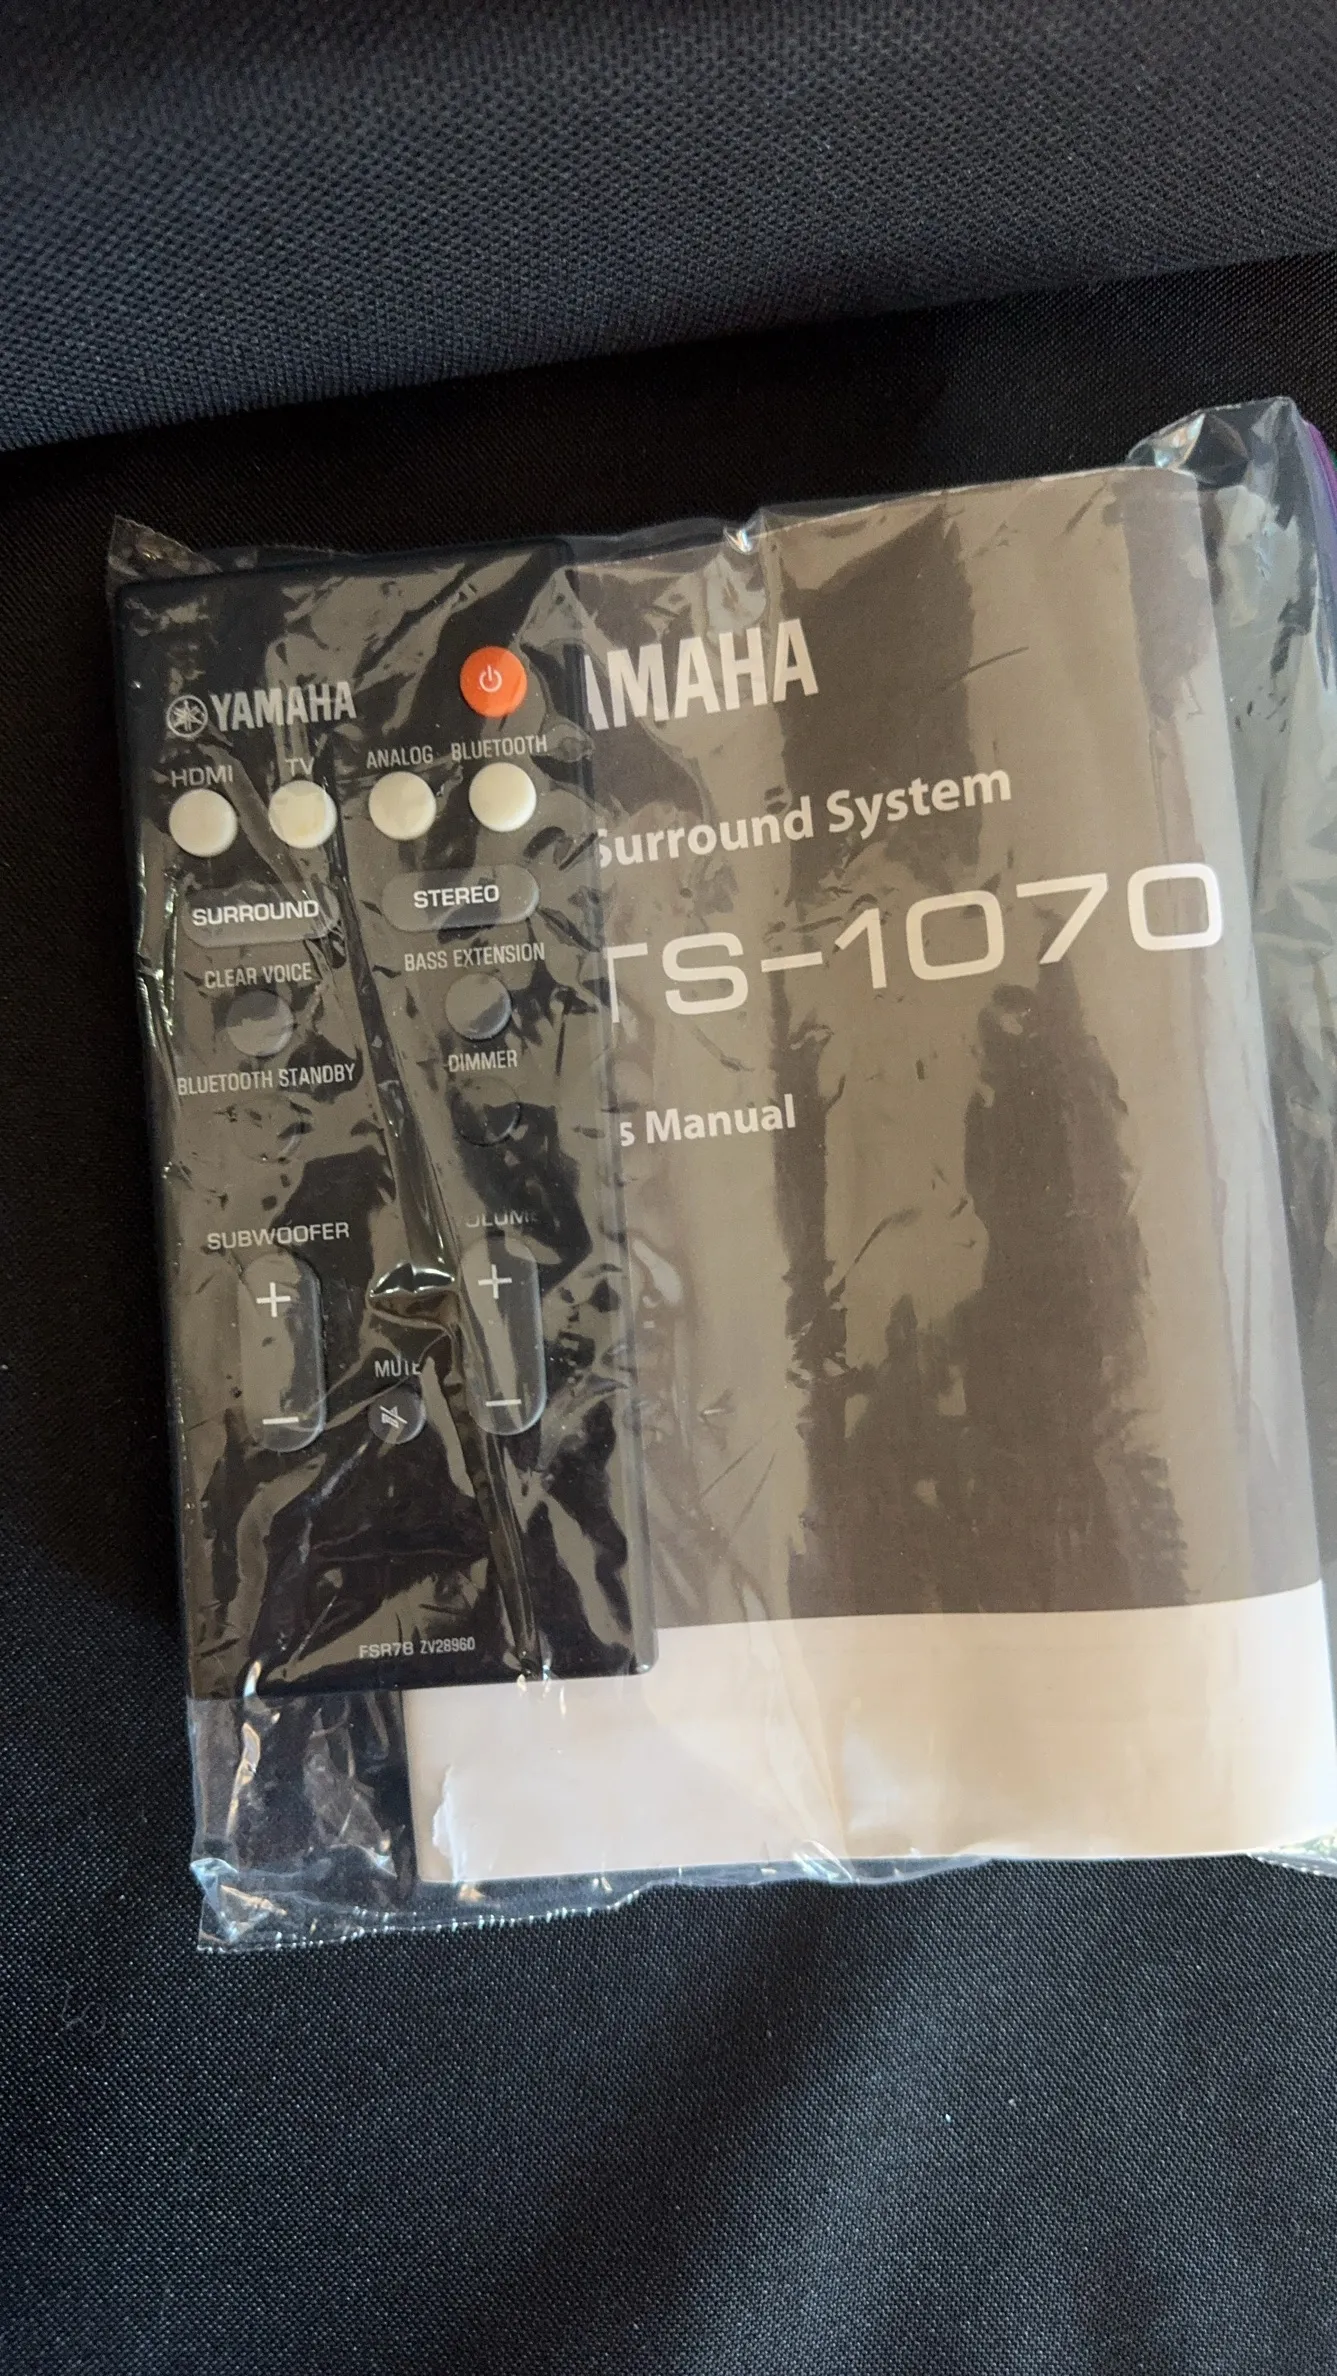 YAMAHA
HDMI TV ANALOG BLUETOOTH
SURROUND STEREO
CLEAR VOICE BASS EXTENSION
BLUETOOTH STANDBY DIMMER
SUBWOOFER OLUME
+ +
MUTE
− −
FSR78 ZV28960
AMAHA
Surround System
TS-1070
s Manual